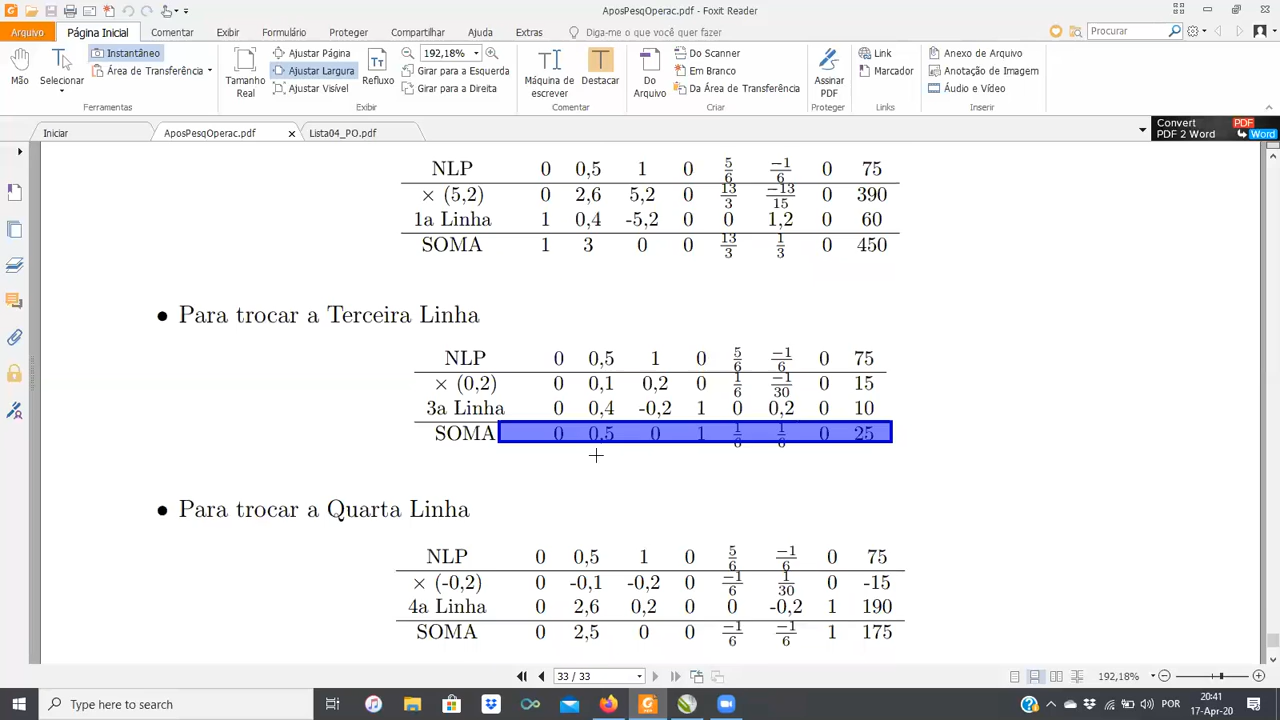 AposPesqOperac.pdf - Foxit Reader
Arquivo Página Inicial Comentar Exibir Formulário Proteger Compartilhar Ajuda Extras Diga-me o que você quer fazer? Procurar
Mão
Selecionar
Instantâneo
Área de Transferência
Ferramentas
Tamanho Real
Ajustar Página
Ajustar Largura
Ajustar Visível
Refluxo
192,18%
Girar para a Esquerda
Girar para a Direita
Exibir
Máquina de escrever
Destacar
Comentar
Do Arquivo
Do Scanner
Em Branco
Da Área de Transferência
Criar
Assinar PDF
Proteger
Link
Marcador
Links
Anexo de Arquivo
Anotação de Imagem
Áudio e Vídeo
Inserir
Iniciar AposPesqOperac.pdf Lista04_PO.pdf
Convert PDF
PDF 2 Word Word
NLP 0 0,5 1 0 5/6 −1/6 0 75
× (5,2) 0 2,6 5,2 0 13/3 −13/15 0 390
1a Linha 1 0,4 -5,2 0 0 1,2 0 60
SOMA 1 3 0 0 13/3 1/3 0 450
• Para trocar a Terceira Linha
NLP 0 0,5 1 0 5/6 −1/6 0 75
× (0,2) 0 0,1 0,2 0 1/6 −1/30 0 15
3a Linha 0 0,4 -0,2 1 0 0,2 0 10
SOMA 0 0,5 0 1 1/6 1/6 0 25
• Para trocar a Quarta Linha
NLP 0 0,5 1 0 5/6 −1/6 0 75
× (-0,2) 0 -0,1 -0,2 0 −1/6 1/30 0 -15
4a Linha 0 2,6 0,2 0 0 -0,2 1 190
SOMA 0 2,5 0 0 −1/6 −1/6 1 175
33 / 33
192,18%
Type here to search
POR
20:41
17-Apr-20